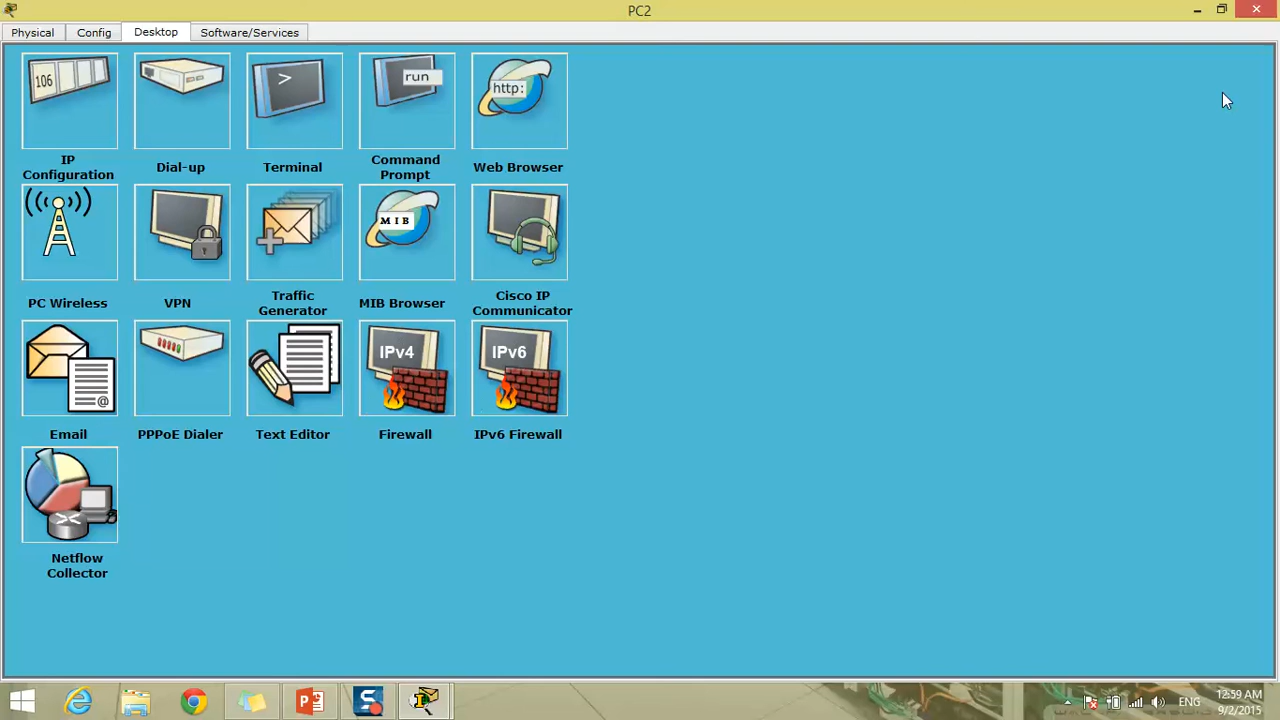 PC2
Physical
Config
Desktop
Software/Services
106
>
run
http:
IP
Configuration
Dial-up
Terminal
Command
Prompt
Web Browser
MIB
PC Wireless
VPN
Traffic
Generator
MIB Browser
Cisco IP
Communicator
@
IPv4
IPv6
Email
PPPoE Dialer
Text Editor
Firewall
IPv6 Firewall
Netflow
Collector
ENG
12:59 AM
9/2/2015